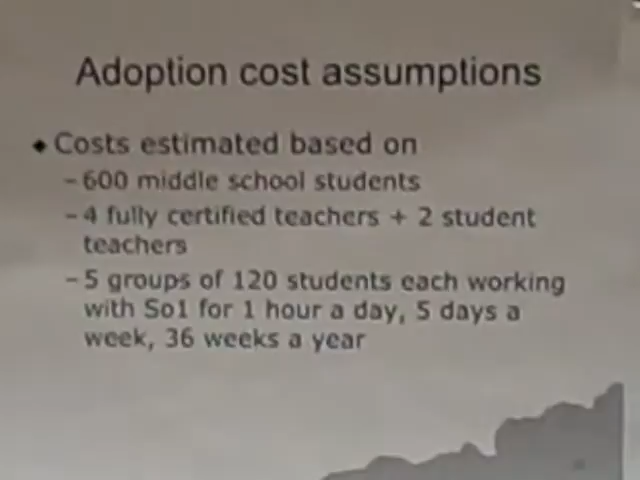 Adoption cost assumptions
◆ Costs estimated based on
– 600 middle school students
– 4 fully certified teachers + 2 student
teachers
– 5 groups of 120 students each working
with So1 for 1 hour a day, 5 days a
week, 36 weeks a year